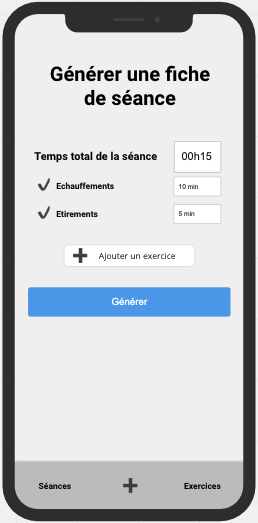 Générer une fiche
de séance
Temps total de la séance 00h15
Echauffements 10 min
Etirements 5 min
Ajouter un exercice
Générer
Séances Exercices